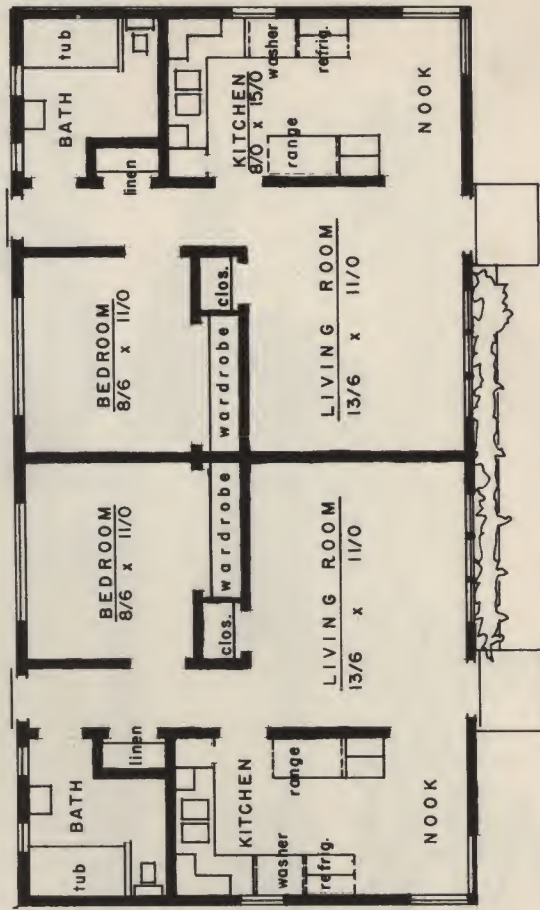 tub
BATH
linen
BEDROOM
8/6 x 11/0
clos.
wardrobe
KITCHEN
8/0 x 15/0
washer
refrig.
range
NOOK
LIVING ROOM
13/6 x 11/0
BEDROOM
8/6 x 11/0
wardrobe
clos.
LIVING ROOM
13/6 x 11/0
tub
BATH
linen
KITCHEN
washer
refrig.
range
NOOK